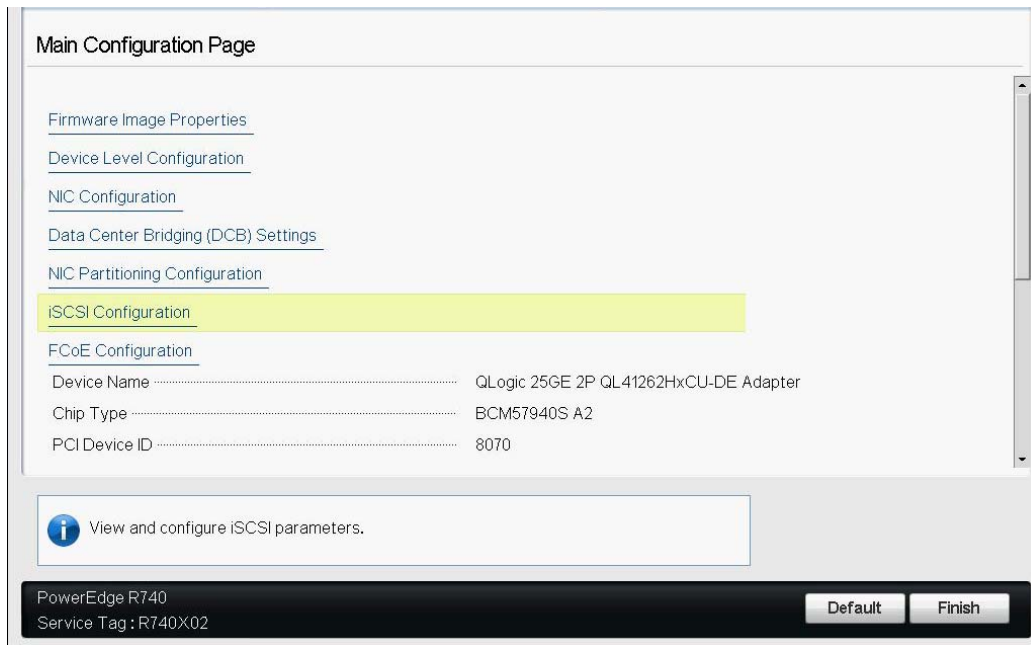 Main Configuration Page
Firmware Image Properties
Device Level Configuration
NIC Configuration
Data Center Bridging (DCB) Settings
NIC Partitioning Configuration
iSCSI Configuration
FCoE Configuration
Device Name QLogic 25GE 2P QL41262HxCU-DE Adapter
Chip Type BCM57940S A2
PCI Device ID 8070
View and configure iSCSI parameters.
PowerEdge R740
Service Tag : R740X02
Default Finish